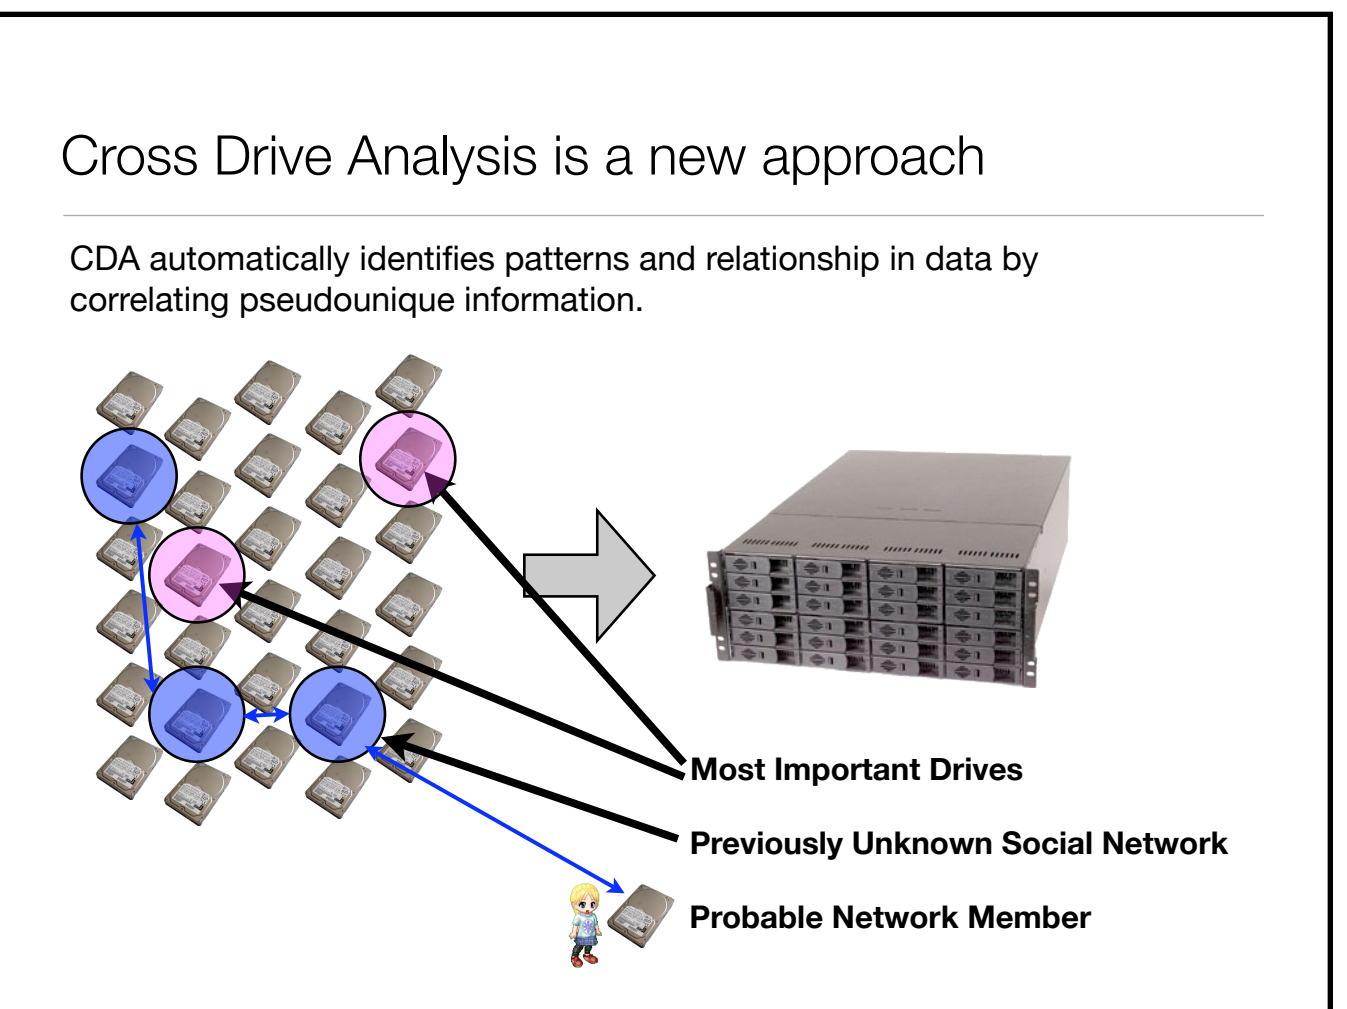 Cross Drive Analysis is a new approach
CDA automatically identifies patterns and relationship in data by
correlating pseudounique information.
Most Important Drives
Previously Unknown Social Network
Probable Network Member